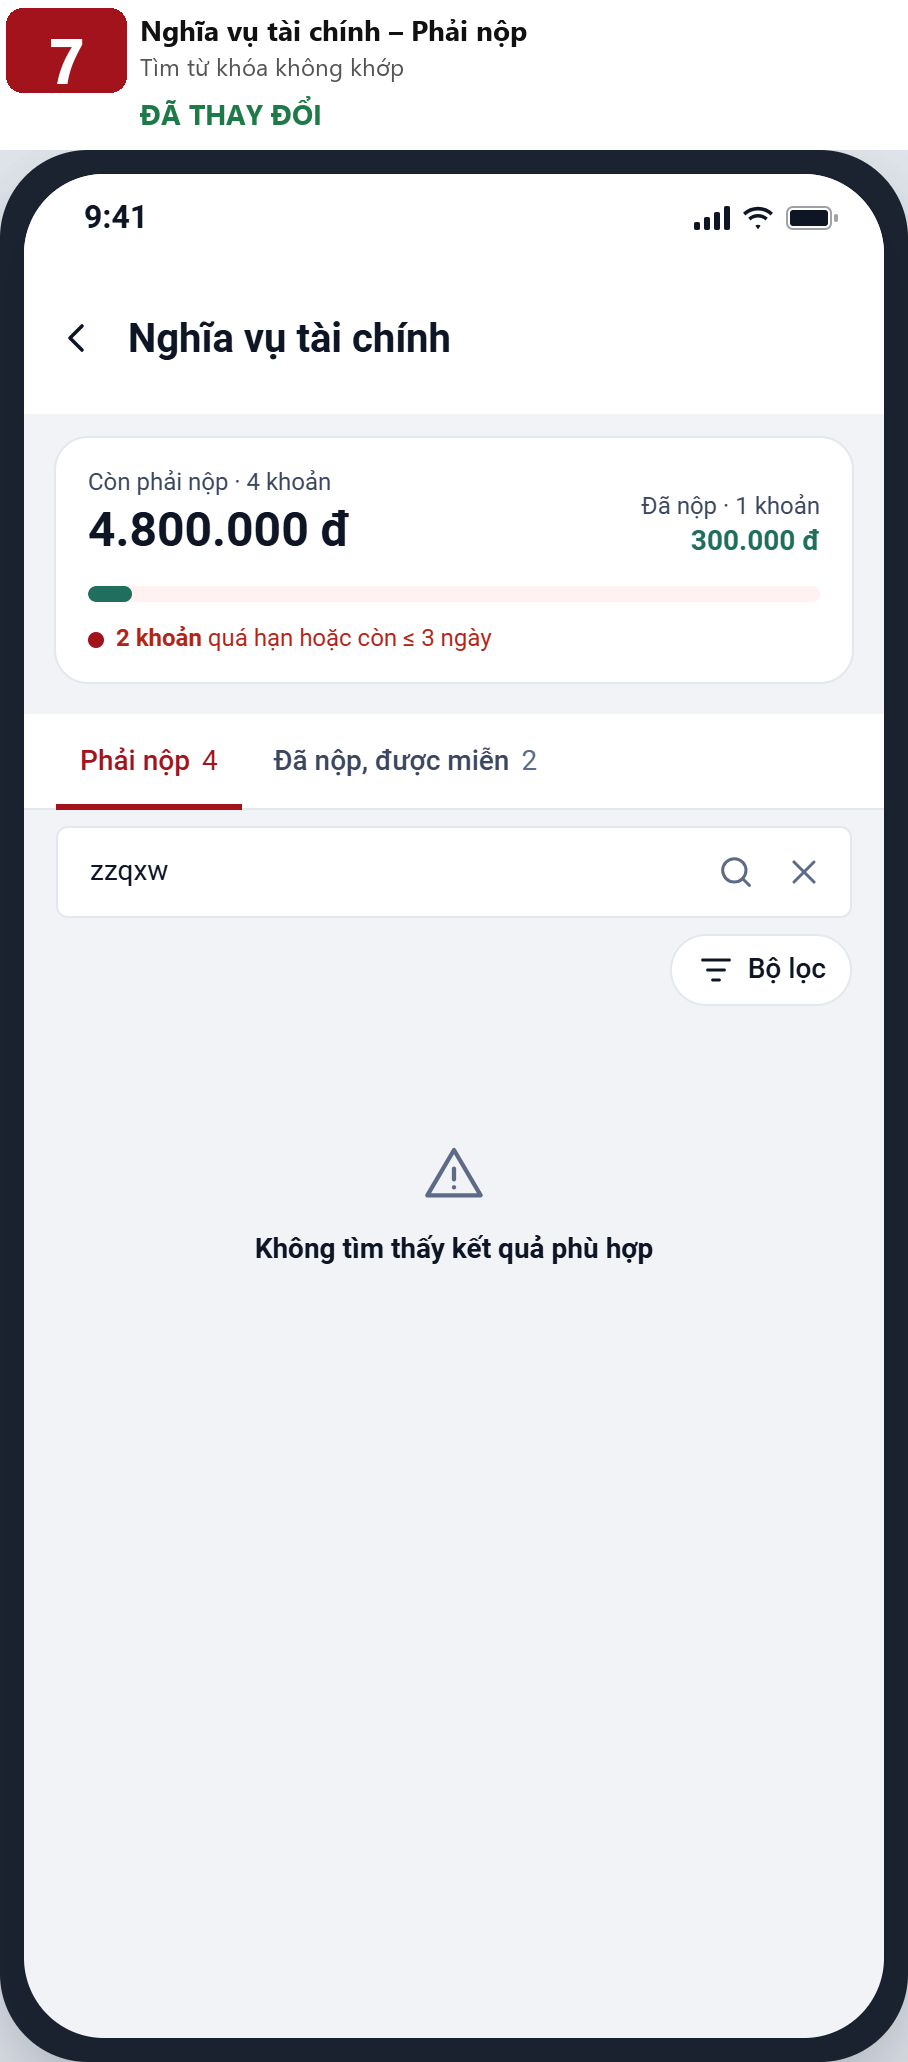 7
Nghĩa vụ tài chính – Phải nộp
Tìm từ khóa không khớp
ĐÃ THAY ĐỔI
9:41
Nghĩa vụ tài chính
Còn phải nộp · 4 khoản
4.800.000 đ
Đã nộp · 1 khoản
300.000 đ
2 khoản quá hạn hoặc còn ≤ 3 ngày
Phải nộp 4
Đã nộp, được miễn 2
zzqxw
Bộ lọc
Không tìm thấy kết quả phù hợp